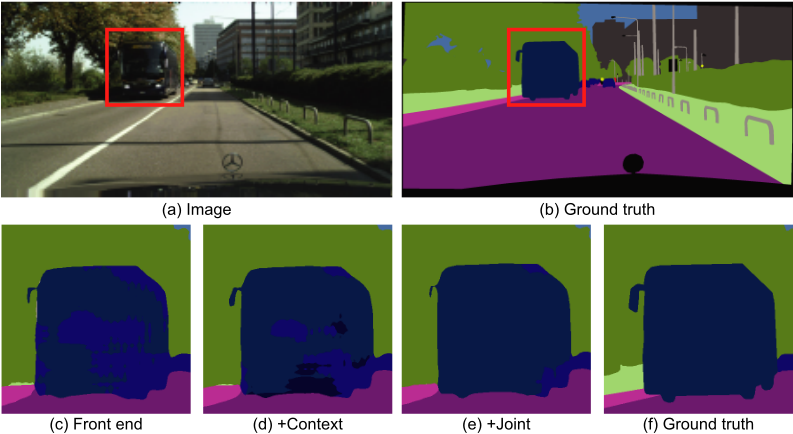 (a) Image
(b) Ground truth
(c) Front end
(d) +Context
(e) +Joint
(f) Ground truth